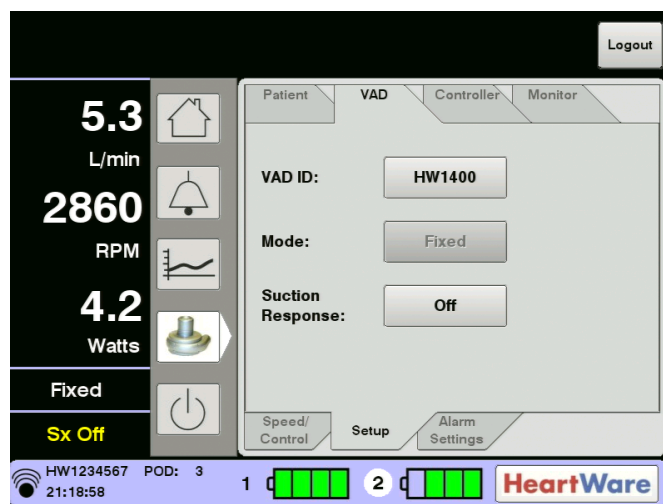 Logout
5.3
L/min
2860
RPM
4.2
Watts
Fixed
Sx Off
Patient VAD Controller Monitor
VAD ID: HW1400
Mode: Fixed
Suction
Response: Off
Speed/
Control
Setup
Alarm
Settings
HW1234567 POD: 3
21:18:58
1
2
HeartWare